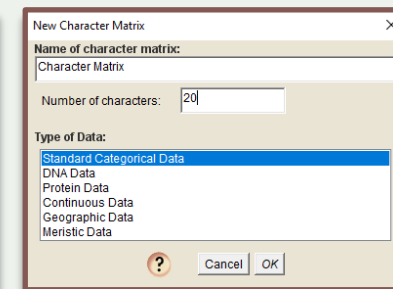 New Character Matrix
Name of character matrix:
Character Matrix
Number of characters: 20
Type of Data:
Standard Categorical Data
DNA Data
Protein Data
Continuous Data
Geographic Data
Meristic Data
? Cancel OK